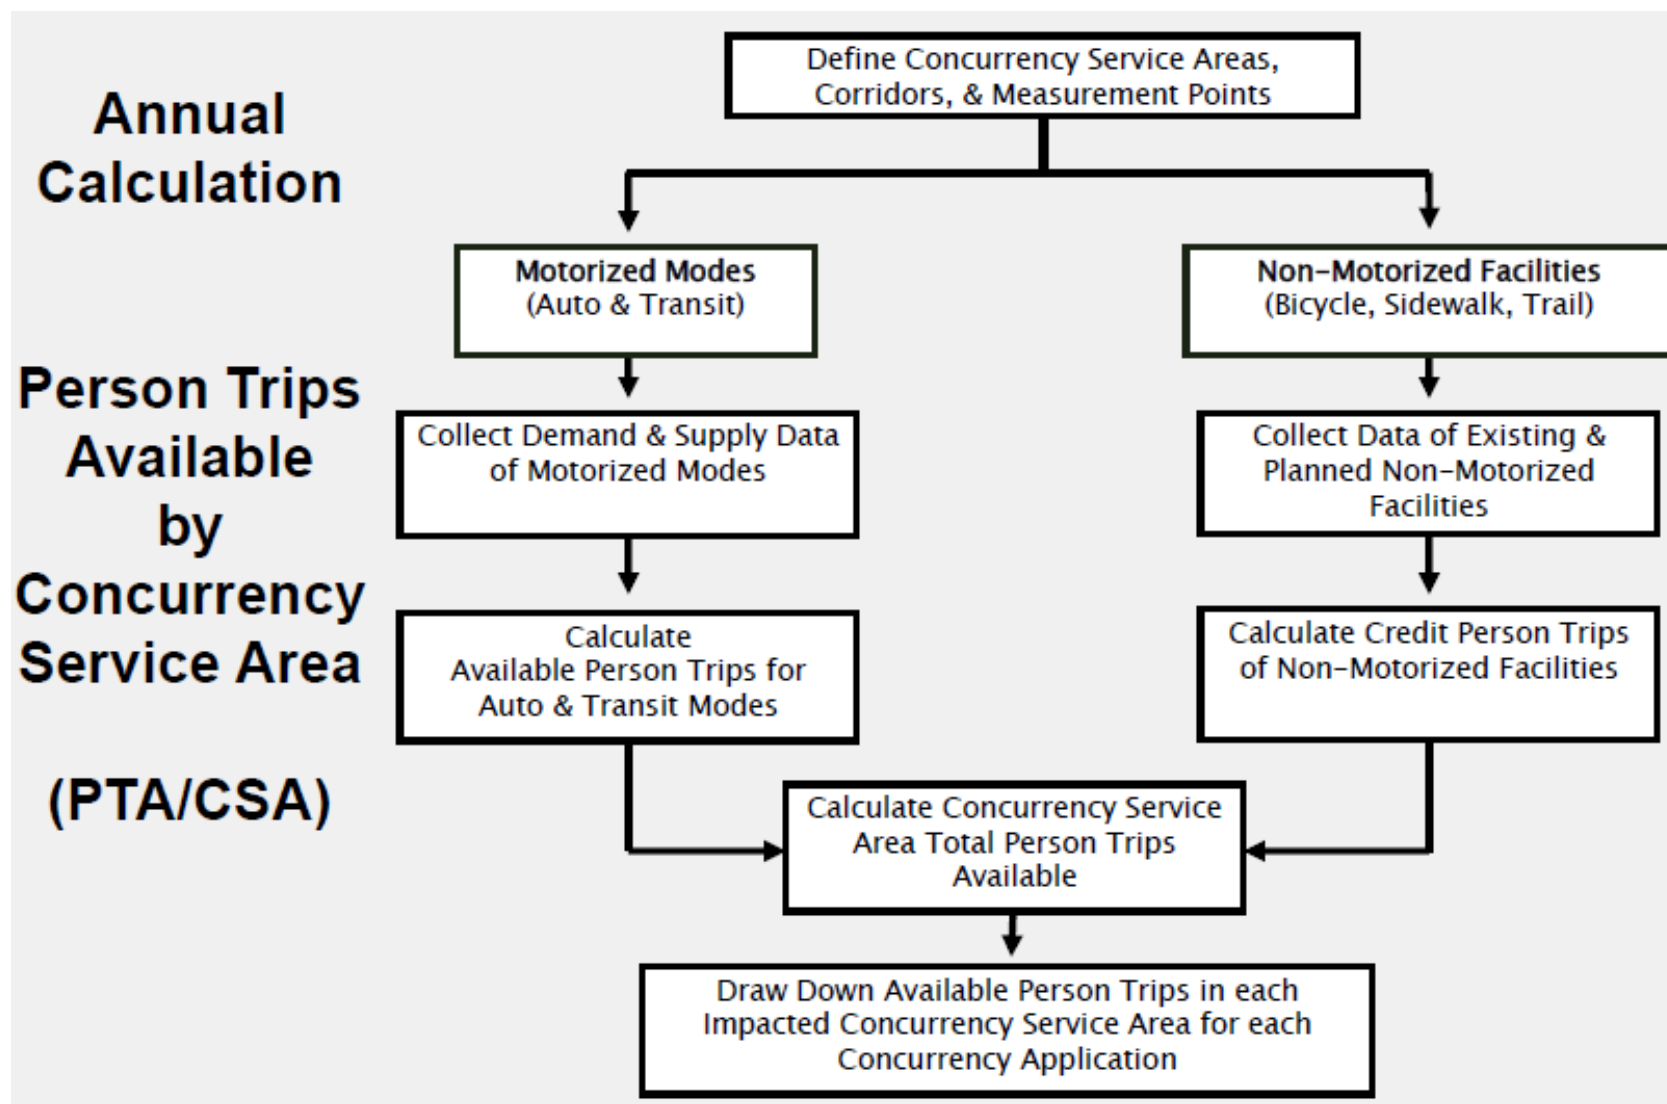 Annual
Calculation
Person Trips
Available
by
Concurrency
Service Area
(PTA/CSA)
Define Concurrency Service Areas,
Corridors, & Measurement Points
Motorized Modes
(Auto & Transit)
Non-Motorized Facilities
(Bicycle, Sidewalk, Trail)
Collect Demand & Supply Data
of Motorized Modes
Collect Data of Existing &
Planned Non-Motorized
Facilities
Calculate
Available Person Trips for
Auto & Transit Modes
Calculate Credit Person Trips
of Non-Motorized Facilities
Calculate Concurrency Service
Area Total Person Trips
Available
Draw Down Available Person Trips in each
Impacted Concurrency Service Area for each
Concurrency Application